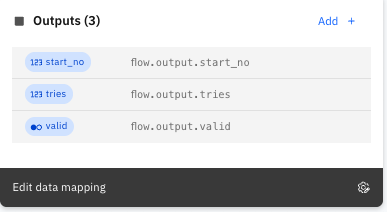 Outputs (3)
Add +
123 start_no flow.output.start_no
123 tries flow.output.tries
valid flow.output.valid
Edit data mapping